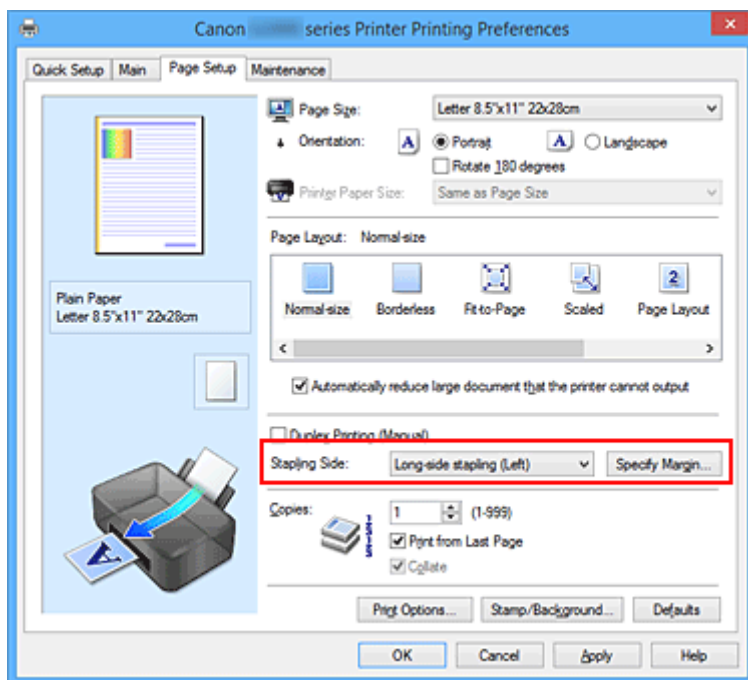 Canon series Printer Printing Preferences
Quick Setup Main Page Setup Maintenance
Page Size: Letter 8.5"x11" 22x28cm
Orientation: A Portrait A Landscape
Rotate 180 degrees
Printer Paper Size: Same as Page Size
Page Layout: Normal-size
2
Normal-size Borderless Fit-to-Page Scaled Page Layout
Plain Paper
Letter 8.5"x11" 22x28cm
Automatically reduce large document that the printer cannot output
Duplex Printing (Manual)
Stapling Side: Long-side stapling (Left) Specify Margin...
Copies: 1 (1-999)
Print from Last Page
Collate
A
Print Options... Stamp/Background... Defaults
OK Cancel Apply Help